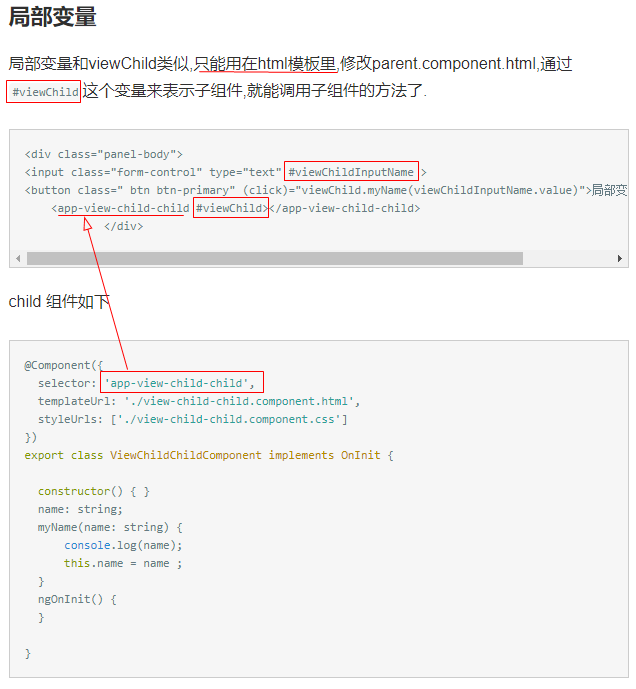 局部变量
局部变量和viewChild类似,只能用在html模板里,修改parent.component.html,通过
#viewChild 这个变量来表示子组件,就能调用子组件的方法了.
<div class="panel-body">
<input class="form-control" type="text" #viewChildInputName >
<button class=" btn btn-primary" (click)="viewChild.myName(viewChildInputName.value)">局部变
<app-view-child-child #viewChild></app-view-child-child>
</div>
child 组件如下
@Component({
selector: 'app-view-child-child',
templateUrl: './view-child-child.component.html',
styleUrls: ['./view-child-child.component.css']
})
export class ViewChildChildComponent implements OnInit {
constructor() { }
name: string;
myName(name: string) {
console.log(name);
this.name = name ;
}
ngOnInit() {
}
}